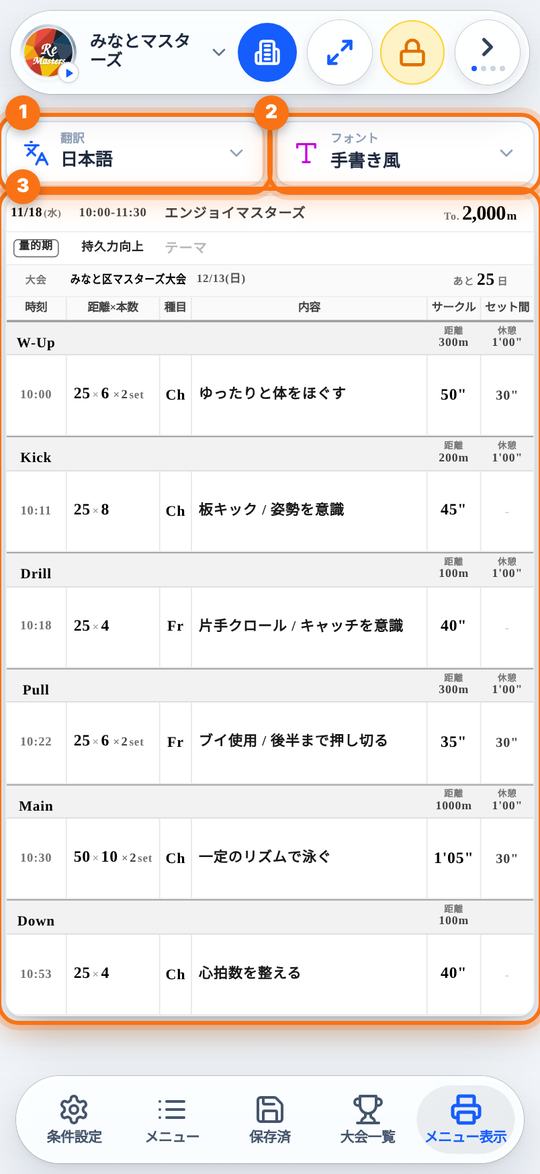 Re
Masters
みなとマスターズ
1
2
翻訳
日本語
フォント
手書き風
3
11/18(水) 10:00-11:30 エンジョイマスターズ To. 2,000m
量的期 持久力向上 テーマ
大会 みなと区マスターズ大会 12/13(日) あと 25 日
時刻 距離×本数 種目 内容 サークル セット間
W-Up 距離 300m 休憩 1'00"
10:00 25×6 ×2set Ch ゆったりと体をほぐす 50" 30"
Kick 距離 200m 休憩 1'00"
10:11 25×8 Ch 板キック / 姿勢を意識 45" -
Drill 距離 100m 休憩 1'00"
10:18 25×4 Fr 片手クロール / キャッチを意識 40" -
Pull 距離 300m 休憩 1'00"
10:22 25×6 ×2set Fr ブイ使用 / 後半まで押し切る 35" 30"
Main 距離 1000m 休憩 1'00"
10:30 50×10 ×2set Ch 一定のリズムで泳ぐ 1'05" 30"
Down 距離 100m
10:53 25×4 Ch 心拍数を整える 40" -
条件設定 メニュー 保存済 大会一覧 メニュー表示